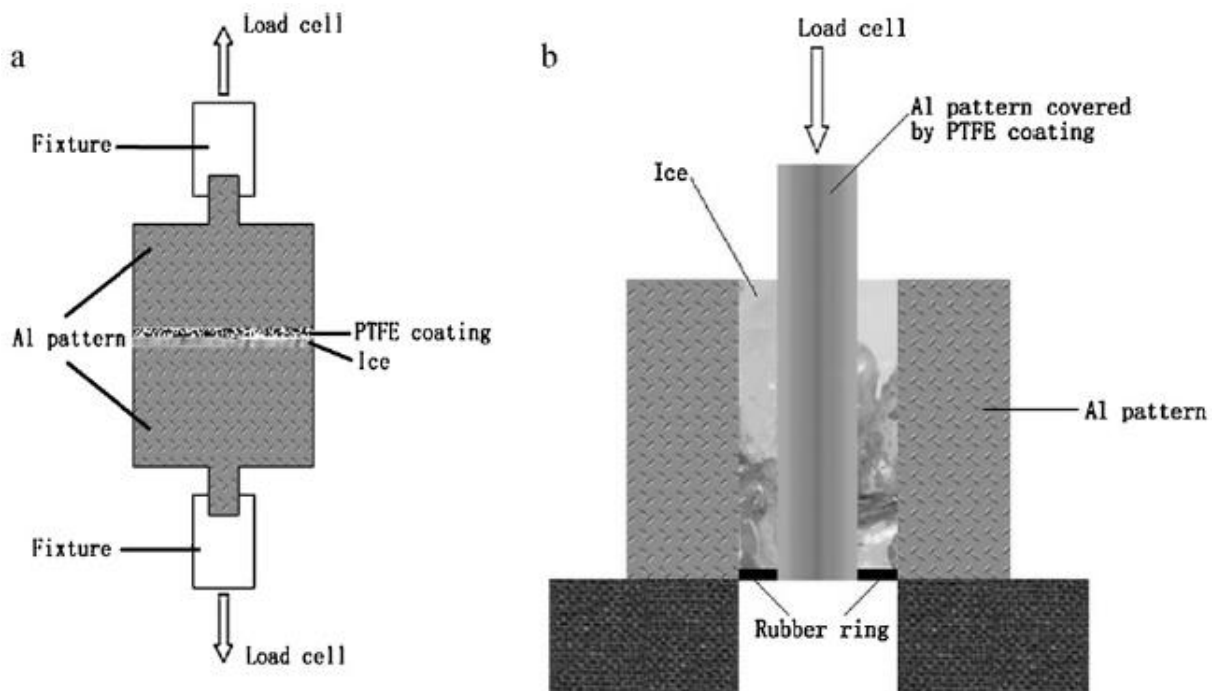 a
Load cell
Fixture
Al pattern
PTFE coating
Ice
Fixture
Load cell
b
Load cell
Al pattern covered
by PTFE coating
Ice
Al pattern
Rubber ring